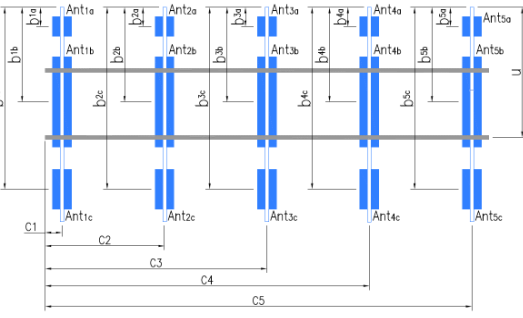 Ant1a Ant2a Ant3a Ant4a Ant5a
b1a b2a b3a b4a b5a
b1b b2b b3b b4b b5b
Ant1b Ant2b Ant3b Ant4b Ant5b
u
b2c b3c b4c b5c
Ant1c Ant2c Ant3c Ant4c Ant5c
C1
C2
C3
C4
C5